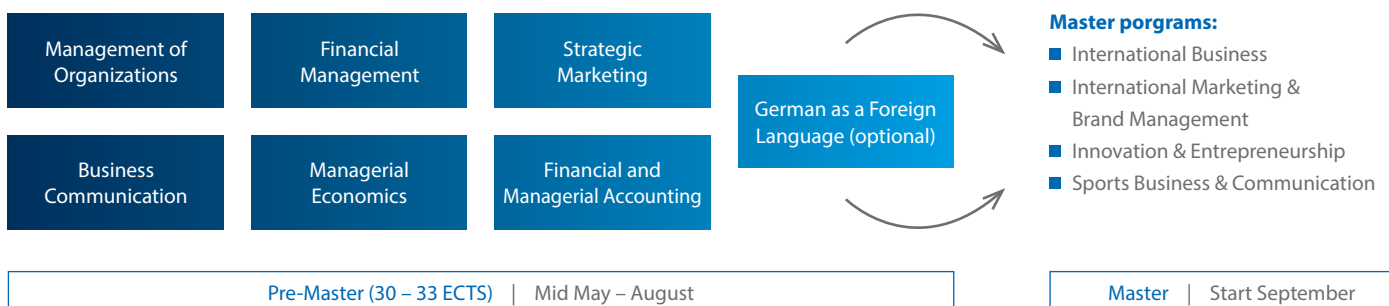 Management of
Organizations
Financial
Management
Strategic
Marketing
Business
Communication
Managerial
Economics
Financial and
Managerial Accounting
German as a Foreign
Language (optional)
Master porgrams:
International Business
International Marketing &
Brand Management
Innovation & Entrepreneurship
Sports Business & Communication
Pre-Master (30 – 33 ECTS) | Mid May – August
Master | Start September